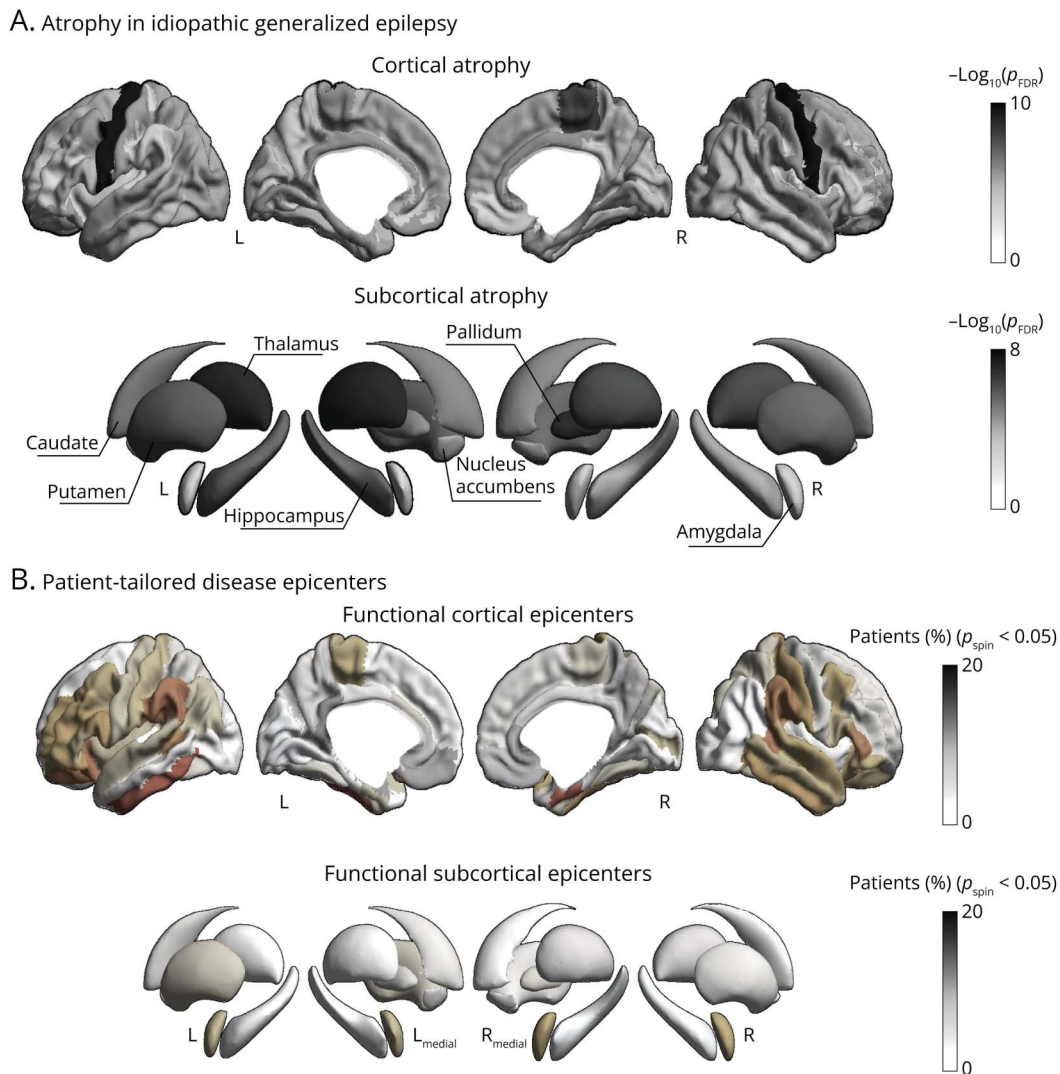 A. Atrophy in idiopathic generalized epilepsy
Cortical atrophy
–Log10(pFDR)
10
0
L
R
Subcortical atrophy
–Log10(pFDR)
8
0
Thalamus
Pallidum
Caudate
Putamen
L
Hippocampus
Nucleus
accumbens
R
Amygdala
B. Patient-tailored disease epicenters
Functional cortical epicenters
Patients (%) (pspin < 0.05)
20
0
L
R
Functional subcortical epicenters
Patients (%) (pspin < 0.05)
20
0
L
Lmedial
Rmedial
R